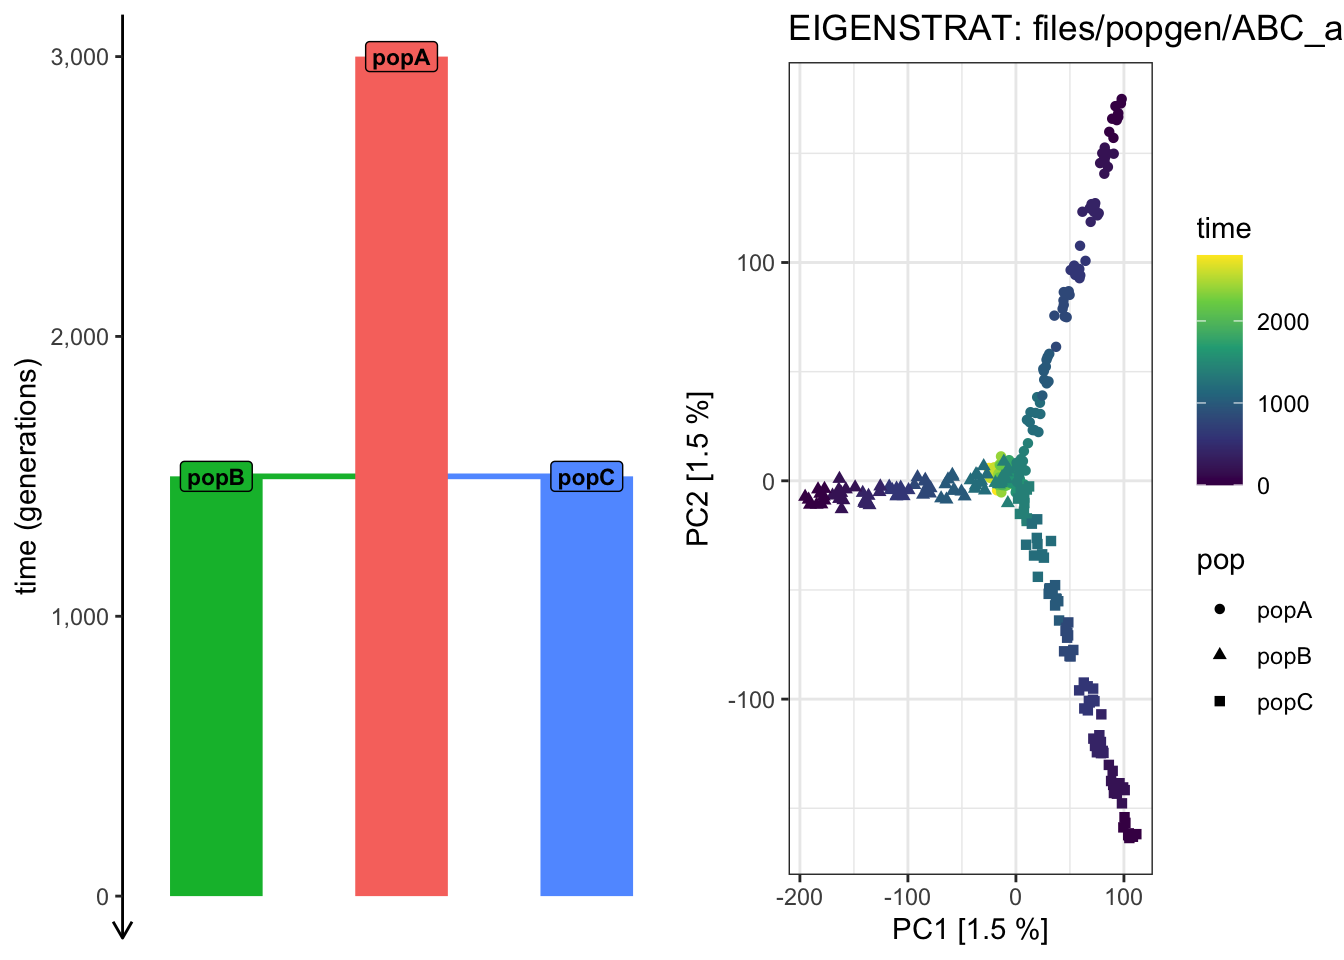 time (generations)
3,000
2,000
1,000
0
popA
popB
popC
EIGENSTRAT: files/popgen/ABC_a
PC2 [1.5 %]
100
0
-100
-200
-100
0
100
PC1 [1.5 %]
time
2000
1000
0
pop
popA
popB
popC